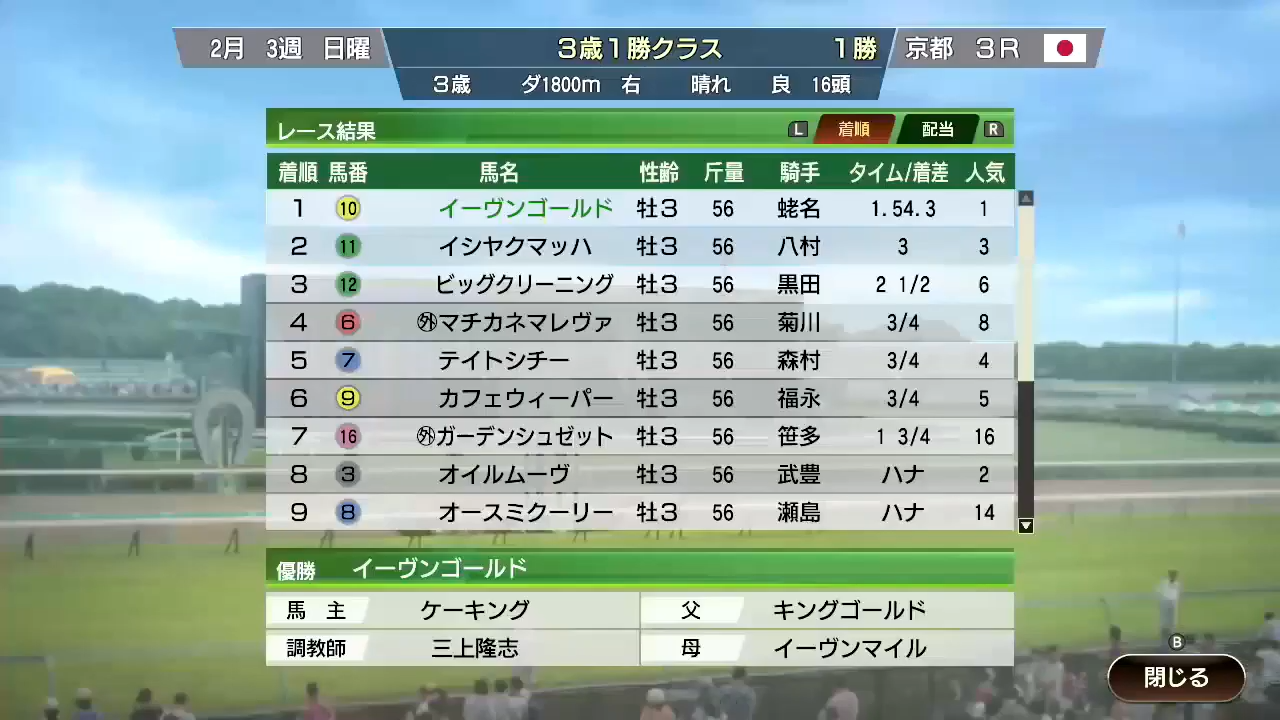 2月 3週 日曜 3歳1勝クラス 1勝 京都 3R
3歳 ダ1800m 右 晴れ 良 16頭
レース結果 L 着順 配当 R
着順 馬番 馬名 性齢 斤量 騎手 タイム/着差 人気
1 10 イーヴンゴールド 牡3 56 蛯名 1.54.3 1
2 11 イシヤクマッハ 牡3 56 八村 3 3
3 12 ビッグクリーニング 牡3 56 黒田 2 1/2 6
4 6 ㊕マチカネマレヴァ 牡3 56 菊川 3/4 8
5 7 テイトシチー 牡3 56 森村 3/4 4
6 9 カフェウィーパー 牡3 56 福永 3/4 5
7 16 外ガーデンシュゼット 牡3 56 笹多 1 3/4 16
8 3 オイルムーヴ 牡3 56 武豊 ハナ 2
9 8 オースミクーリー 牡3 56 瀬島 ハナ 14
優勝 イーヴンゴールド
馬 主 ケーキング 父 キングゴールド
調教師 三上隆志 母 イーヴンマイル
B
閉じる